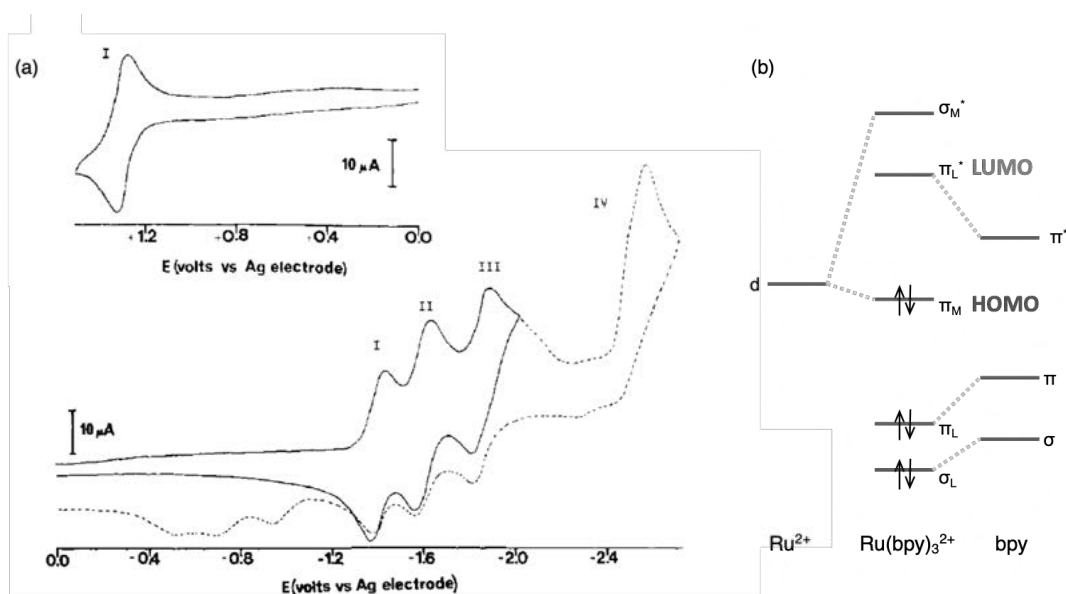 (a)
I
10 μA
+1.2 +0.8 +0.4 0.0
E(volts vs Ag electrode)
I
II
III
IV
10 μA
0.0 -0.4 -0.8 -1.2 -1.6 -2.0 -2.4
E(volts vs Ag electrode)
(b)
σM*
πL* LUMO
π*
d
πM HOMO
π
πL
σ
σL
Ru2+ Ru(bpy)32+ bpy